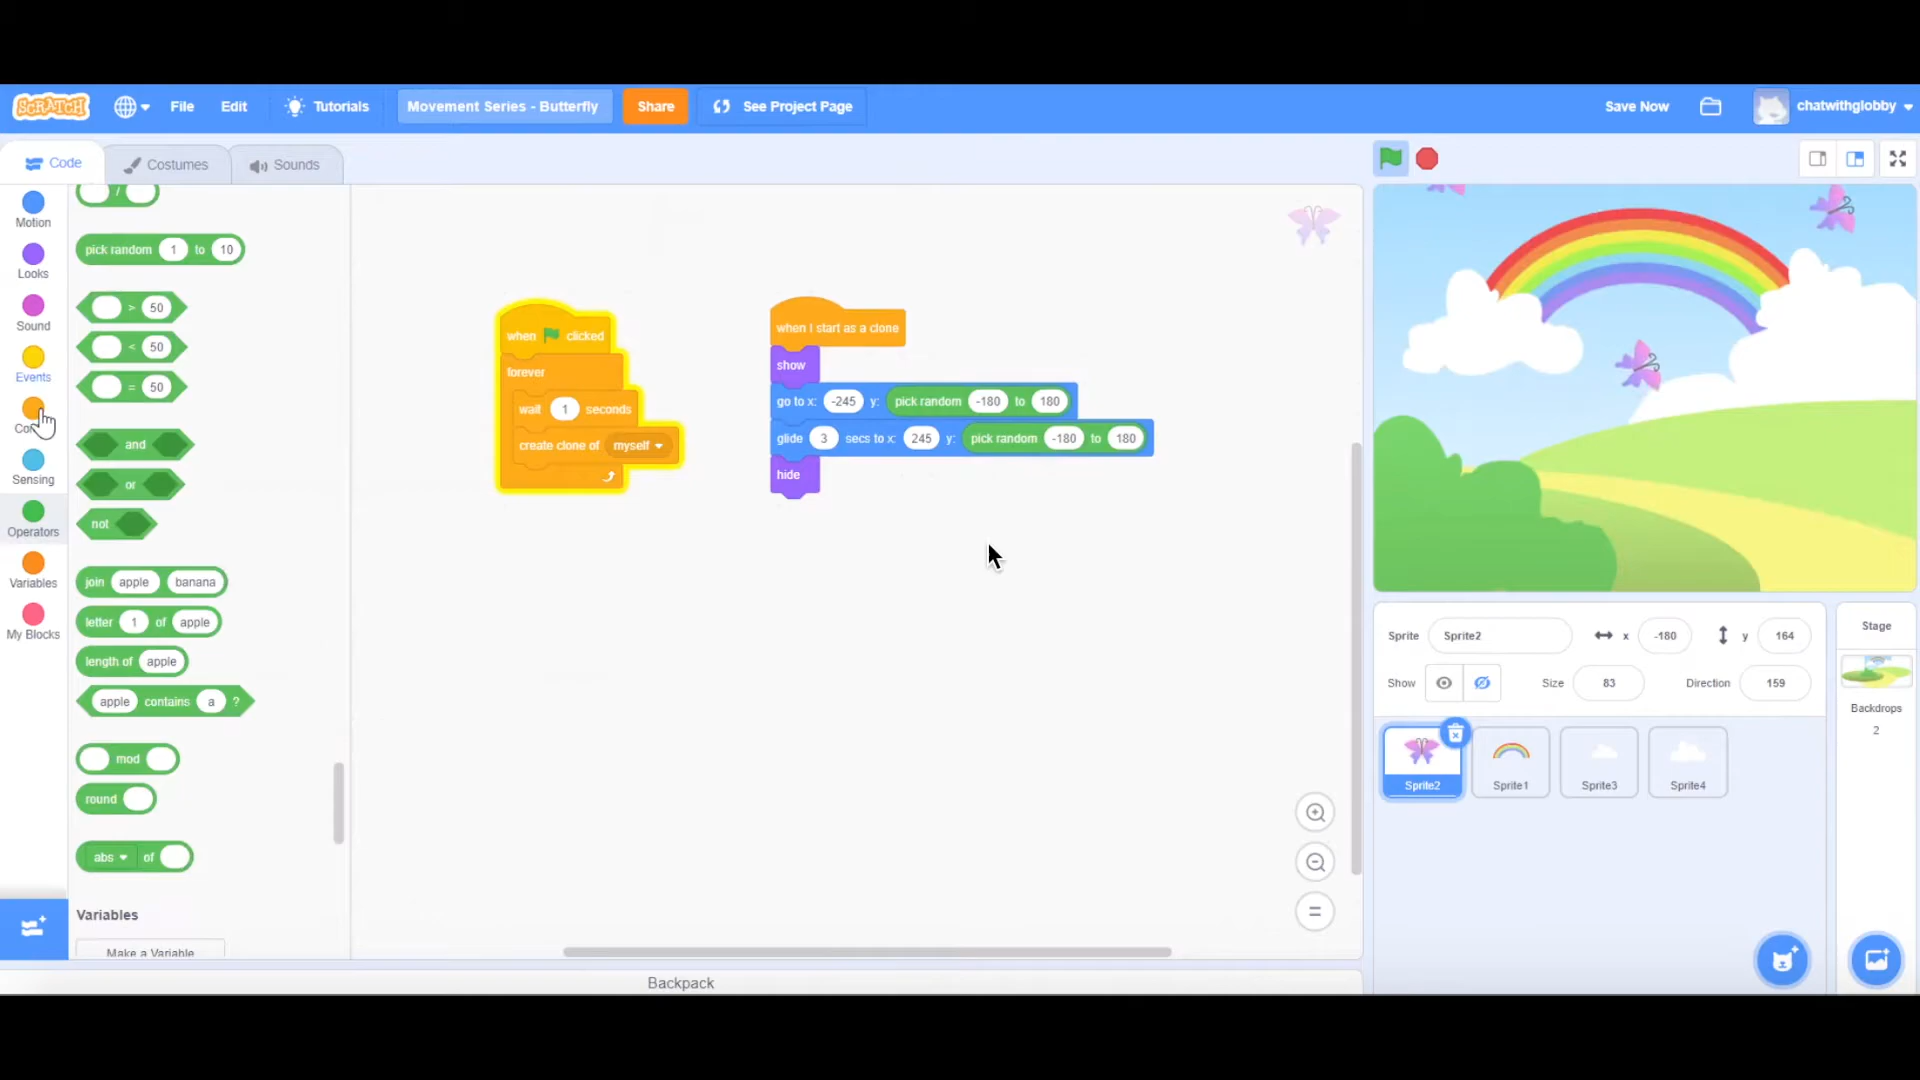 SCRATCH File Edit Tutorials Movement Series - Butterfly Share See Project Page Save Now chatwithglobby
Code Costumes Sounds
Motion
Looks
Sound
Events
Sensing
Operators
Variables
My Blocks
/
pick random 1 to 10
> 50
< 50
= 50
and
or
not
join apple banana
letter 1 of apple
length of apple
apple contains a ?
mod
round
abs of
Variables
Make a Variable
when clicked
forever
wait 1 seconds
create clone of myself
when I start as a clone
show
go to x: -245 y: pick random -180 to 180
glide 3 secs to x: 245 y: pick random -180 to 180
hide
Backpack
Sprite Sprite2 x -180 y 164
Show Size 83 Direction 159
Sprite2 Sprite1 Sprite3 Sprite4
Stage
Backdrops
2